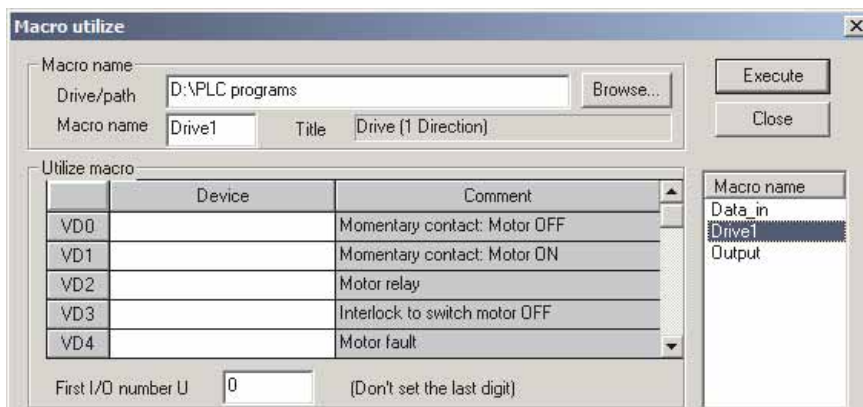 Macro utilize
Macro name
Drive/path D:\PLC programs Browse...
Macro name Drive1 Title Drive (1 Direction)
Execute
Close
Utilize macro
Device Comment
VD0 Momentary contact: Motor OFF
VD1 Momentary contact: Motor ON
VD2 Motor relay
VD3 Interlock to switch motor OFF
VD4 Motor fault
First I/O number U 0 (Don't set the last digit)
Macro name
Data_in
Drive1
Output